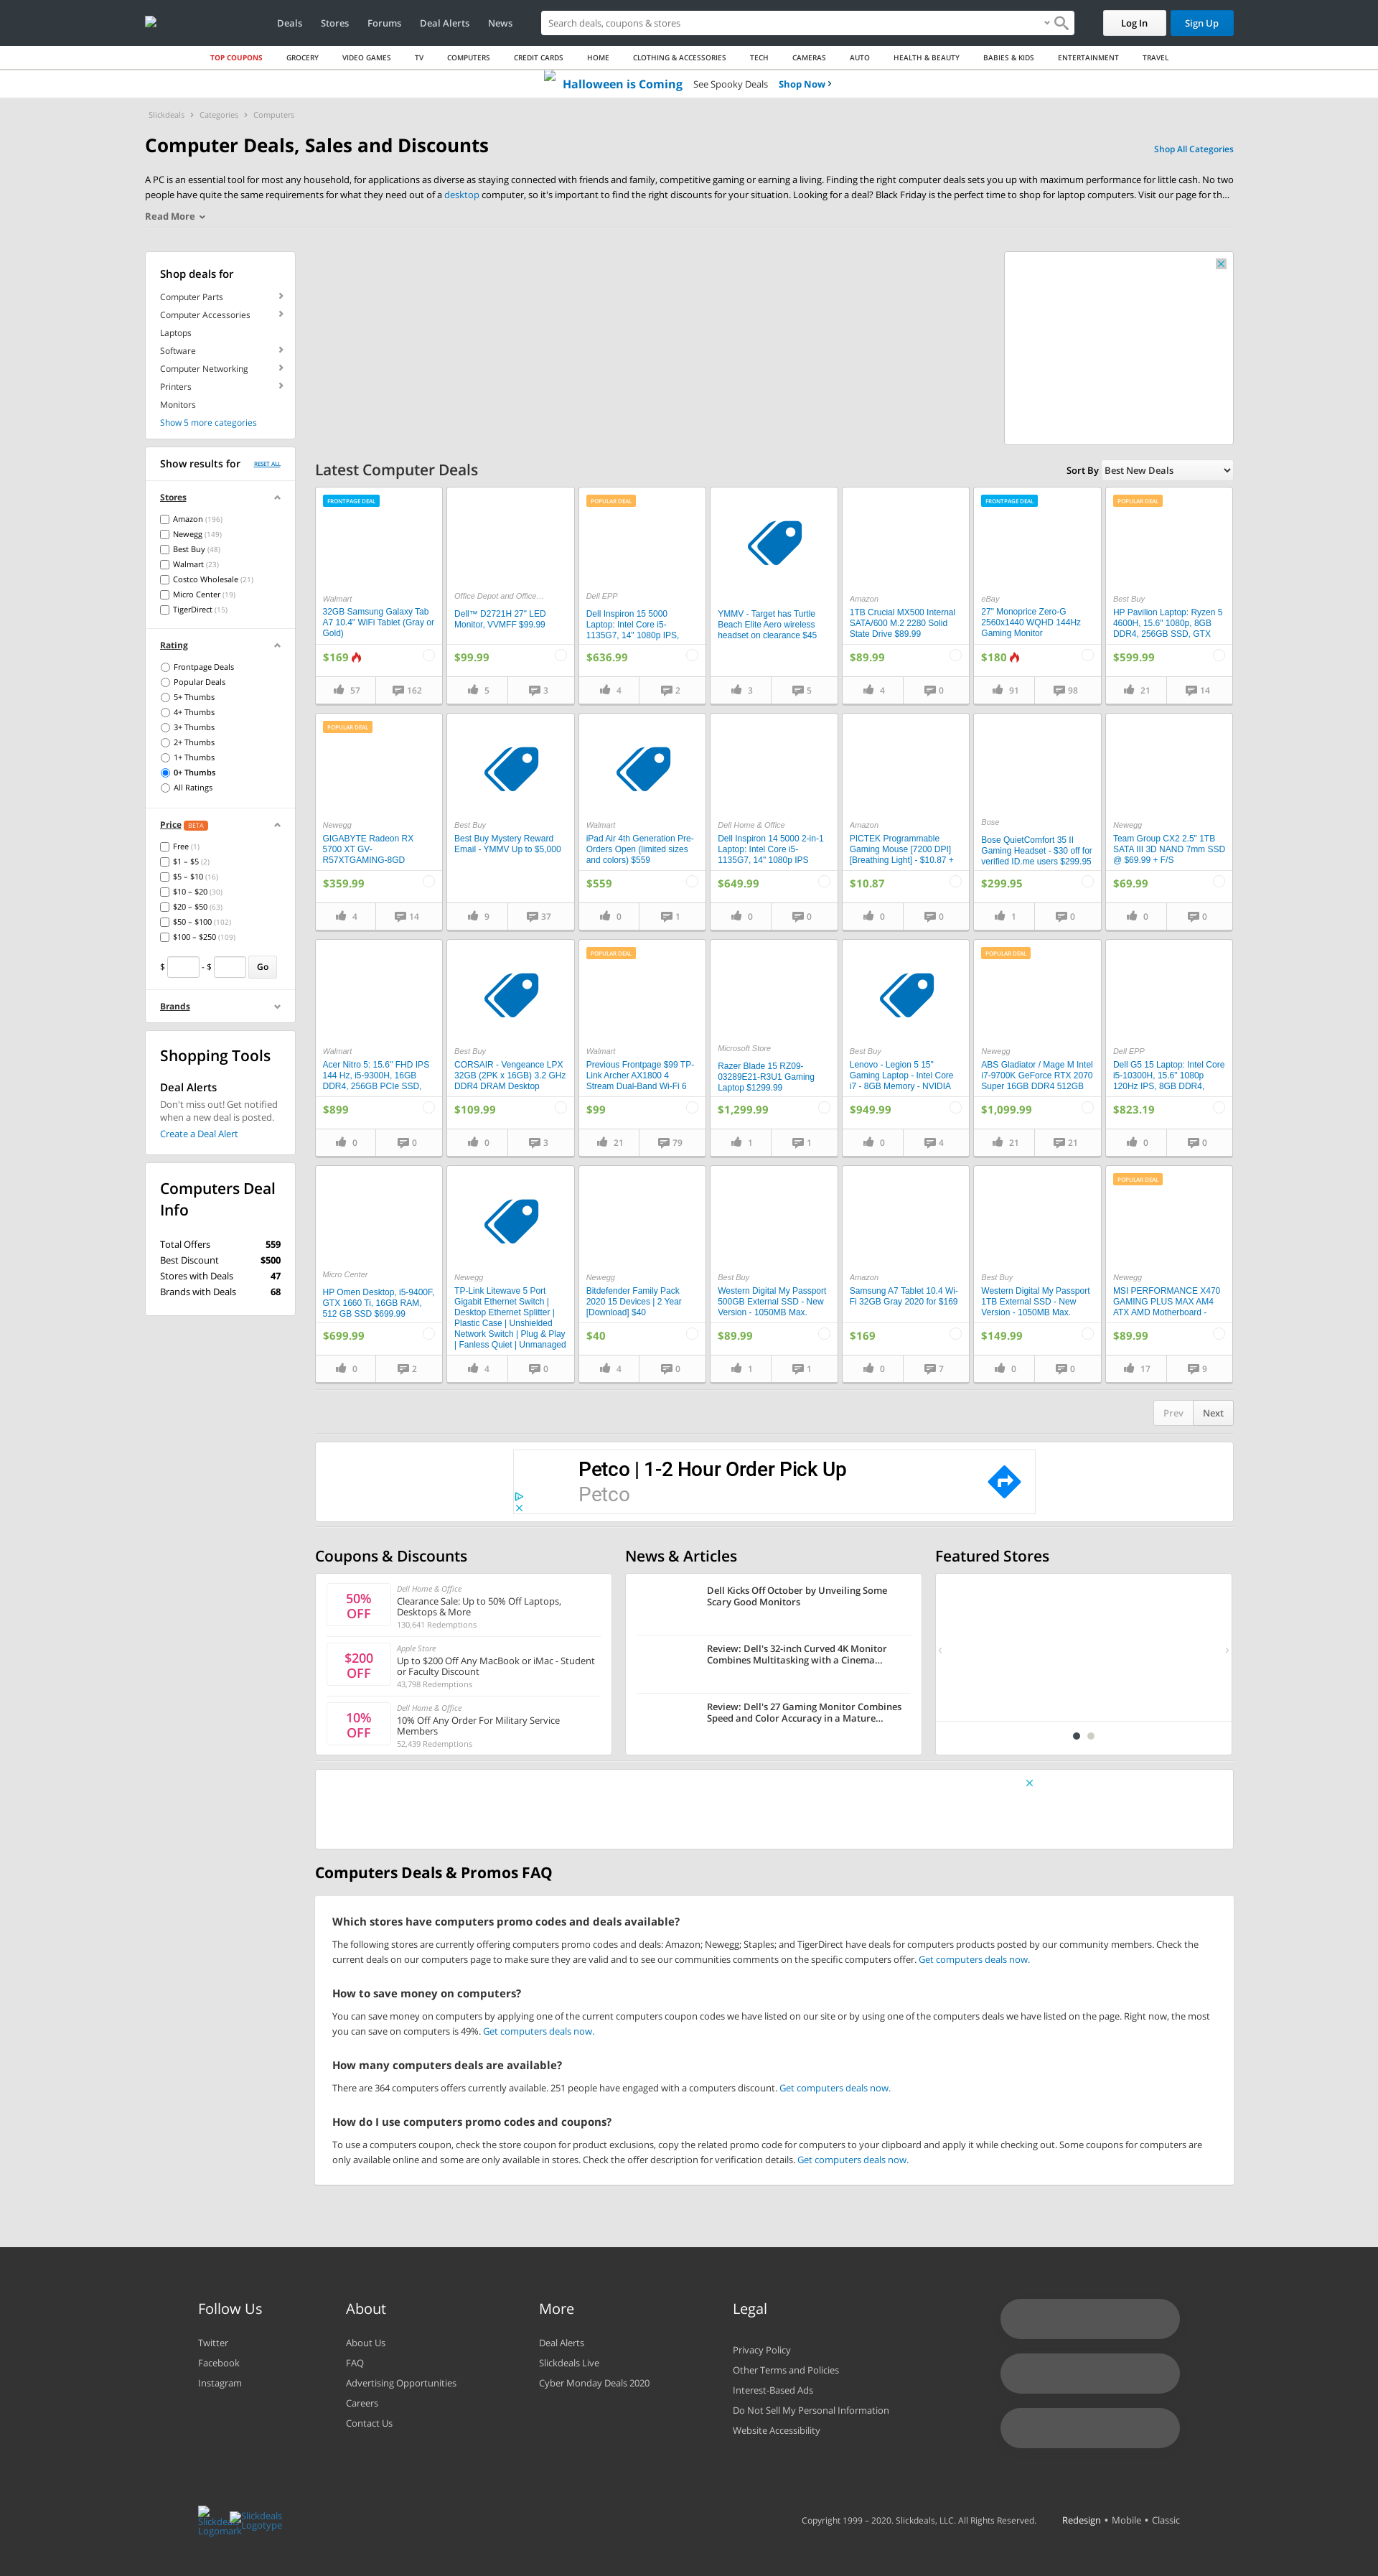 Deals Stores Forums Deal Alerts News
Search deals, coupons & stores
Log In Sign Up
TOP COUPONS GROCERY VIDEO GAMES TV COMPUTERS CREDIT CARDS HOME CLOTHING & ACCESSORIES TECH CAMERAS AUTO HEALTH & BEAUTY BABIES & KIDS ENTERTAINMENT TRAVEL
Halloween is Coming See Spooky Deals Shop Now
Slickdeals Categories Computers
Computer Deals, Sales and Discounts
Shop All Categories
A PC is an essential tool for most any household, for applications as diverse as staying connected with friends and family, competitive gaming or earning a living. Finding the right computer deals sets you up with maximum performance for little cash. No two
people have quite the same requirements for what they need out of a desktop computer, so it's important to find the right discounts for your situation. Looking for a deal? Black Friday is the perfect time to shop for laptop computers. Visit our page for th...
Read More
Shop deals for
Computer Parts
Computer Accessories
Laptops
Software
Computer Networking
Printers
Monitors
Show 5 more categories
Show results for RESET ALL
Stores
Amazon (196)
Newegg (149)
Best Buy (48)
Walmart (23)
Costco Wholesale (21)
Micro Center (19)
TigerDirect (15)
Rating
Frontpage Deals
Popular Deals
5+ Thumbs
4+ Thumbs
3+ Thumbs
2+ Thumbs
1+ Thumbs
0+ Thumbs
All Ratings
Price BETA
Free (1)
$1 – $5 (2)
$5 – $10 (16)
$10 – $20 (30)
$20 – $50 (63)
$50 – $100 (102)
$100 – $250 (109)
$ - $ Go
Brands
Shopping Tools
Deal Alerts
Don't miss out! Get notified
when a new deal is posted.
Create a Deal Alert
Computers Deal
Info
Total Offers 559
Best Discount $500
Stores with Deals 47
Brands with Deals 68
Latest Computer Deals
Sort By Best New Deals
FRONTPAGE DEAL
Walmart
32GB Samsung Galaxy Tab
A7 10.4" WiFi Tablet (Gray or
Gold)
$169
57 162
Office Depot and Office...
Dell™ D2721H 27" LED
Monitor, VVMFF $99.99
$99.99
5 3
POPULAR DEAL
Dell EPP
Dell Inspiron 15 5000
Laptop: Intel Core i5-
1135G7, 14" 1080p IPS,
$636.99
4 2
YMMV - Target has Turtle
Beach Elite Aero wireless
headset on clearance $45
3 5
Amazon
1TB Crucial MX500 Internal
SATA/600 M.2 2280 Solid
State Drive $89.99
$89.99
4 0
FRONTPAGE DEAL
eBay
27" Monoprice Zero-G
2560x1440 WQHD 144Hz
Gaming Monitor
$180
91 98
POPULAR DEAL
Best Buy
HP Pavilion Laptop: Ryzen 5
4600H, 15.6" 1080p, 8GB
DDR4, 256GB SSD, GTX
$599.99
21 14
POPULAR DEAL
Newegg
GIGABYTE Radeon RX
5700 XT GV-
R57XTGAMING-8GD
$359.99
4 14
Best Buy
Best Buy Mystery Reward
Email - YMMV Up to $5,000
9 37
Walmart
iPad Air 4th Generation Pre-
Orders Open (limited sizes
and colors) $559
$559
0 1
Dell Home & Office
Dell Inspiron 14 5000 2-in-1
Laptop: Intel Core i5-
1135G7, 14" 1080p IPS
$649.99
0 0
Amazon
PICTEK Programmable
Gaming Mouse [7200 DPI]
[Breathing Light] - $10.87 +
$10.87
0 0
Bose
Bose QuietComfort 35 II
Gaming Headset - $30 off for
verified ID.me users $299.95
$299.95
1 0
Newegg
Team Group CX2 2.5" 1TB
SATA III 3D NAND 7mm SSD
@ $69.99 + F/S
$69.99
0 0
Walmart
Acer Nitro 5: 15.6" FHD IPS
144 Hz, i5-9300H, 16GB
DDR4, 256GB PCIe SSD,
$899
0 0
Best Buy
CORSAIR - Vengeance LPX
32GB (2PK x 16GB) 3.2 GHz
DDR4 DRAM Desktop
$109.99
0 3
POPULAR DEAL
Walmart
Previous Frontpage $99 TP-
Link Archer AX1800 4
Stream Dual-Band Wi-Fi 6
$99
21 79
Microsoft Store
Razer Blade 15 RZ09-
03289E21-R3U1 Gaming
Laptop $1299.99
$1,299.99
1 1
Best Buy
Lenovo - Legion 5 15"
Gaming Laptop - Intel Core
i7 - 8GB Memory - NVIDIA
$949.99
0 4
POPULAR DEAL
Newegg
ABS Gladiator / Mage M Intel
i7-9700K GeForce RTX 2070
Super 16GB DDR4 512GB
$1,099.99
21 21
Dell EPP
Dell G5 15 Laptop: Intel Core
i5-10300H, 15.6" 1080p
120Hz IPS, 8GB DDR4,
$823.19
0 0
Micro Center
HP Omen Desktop, i5-9400F,
GTX 1660 Ti, 16GB RAM,
512 GB SSD $699.99
$699.99
0 2
Newegg
TP-Link Litewave 5 Port
Gigabit Ethernet Switch |
Desktop Ethernet Splitter |
Plastic Case | Unshielded
Network Switch | Plug & Play
| Fanless Quiet | Unmanaged
4 0
Newegg
Bitdefender Family Pack
2020 15 Devices | 2 Year
[Download] $40
$40
4 0
Best Buy
Western Digital My Passport
500GB External SSD - New
Version - 1050MB Max.
$89.99
1 1
Amazon
Samsung A7 Tablet 10.4 Wi-
Fi 32GB Gray 2020 for $169
$169
0 7
Best Buy
Western Digital My Passport
1TB External SSD - New
Version - 1050MB Max.
$149.99
0 0
POPULAR DEAL
Newegg
MSI PERFORMANCE X470
GAMING PLUS MAX AM4
ATX AMD Motherboard -
$89.99
17 9
Prev Next
Petco | 1-2 Hour Order Pick Up
Petco
Coupons & Discounts
50%
OFF
Dell Home & Office
Clearance Sale: Up to 50% Off Laptops,
Desktops & More
130,641 Redemptions
$200
OFF
Apple Store
Up to $200 Off Any MacBook or iMac - Student
or Faculty Discount
43,798 Redemptions
10%
OFF
Dell Home & Office
10% Off Any Order For Military Service
Members
52,439 Redemptions
News & Articles
Dell Kicks Off October by Unveiling Some
Scary Good Monitors
Review: Dell's 32-inch Curved 4K Monitor
Combines Multitasking with a Cinema...
Review: Dell's 27 Gaming Monitor Combines
Speed and Color Accuracy in a Mature...
Featured Stores
Computers Deals & Promos FAQ
Which stores have computers promo codes and deals available?
The following stores are currently offering computers promo codes and deals: Amazon; Newegg; Staples; and TigerDirect have deals for computers products posted by our community members. Check the
current deals on our computers page to make sure they are valid and to see our communities comments on the specific computers offer. Get computers deals now.
How to save money on computers?
You can save money on computers by applying one of the current computers coupon codes we have listed on our site or by using one of the computers deals we have listed on the page. Right now, the most
you can save on computers is 49%. Get computers deals now.
How many computers deals are available?
There are 364 computers offers currently available. 251 people have engaged with a computers discount. Get computers deals now.
How do I use computers promo codes and coupons?
To use a computers coupon, check the store coupon for product exclusions, copy the related promo code for computers to your clipboard and apply it while checking out. Some coupons for computers are
only available online and some are only available in stores. Check the offer description for verification details. Get computers deals now.
Follow Us
Twitter
Facebook
Instagram
About
About Us
FAQ
Advertising Opportunities
Careers
Contact Us
More
Deal Alerts
Slickdeals Live
Cyber Monday Deals 2020
Legal
Privacy Policy
Other Terms and Policies
Interest-Based Ads
Do Not Sell My Personal Information
Website Accessibility
Slickdeals
Logomark
Slickdeals
Logotype
Copyright 1999 – 2020. Slickdeals, LLC. All Rights Reserved. Redesign • Mobile • Classic